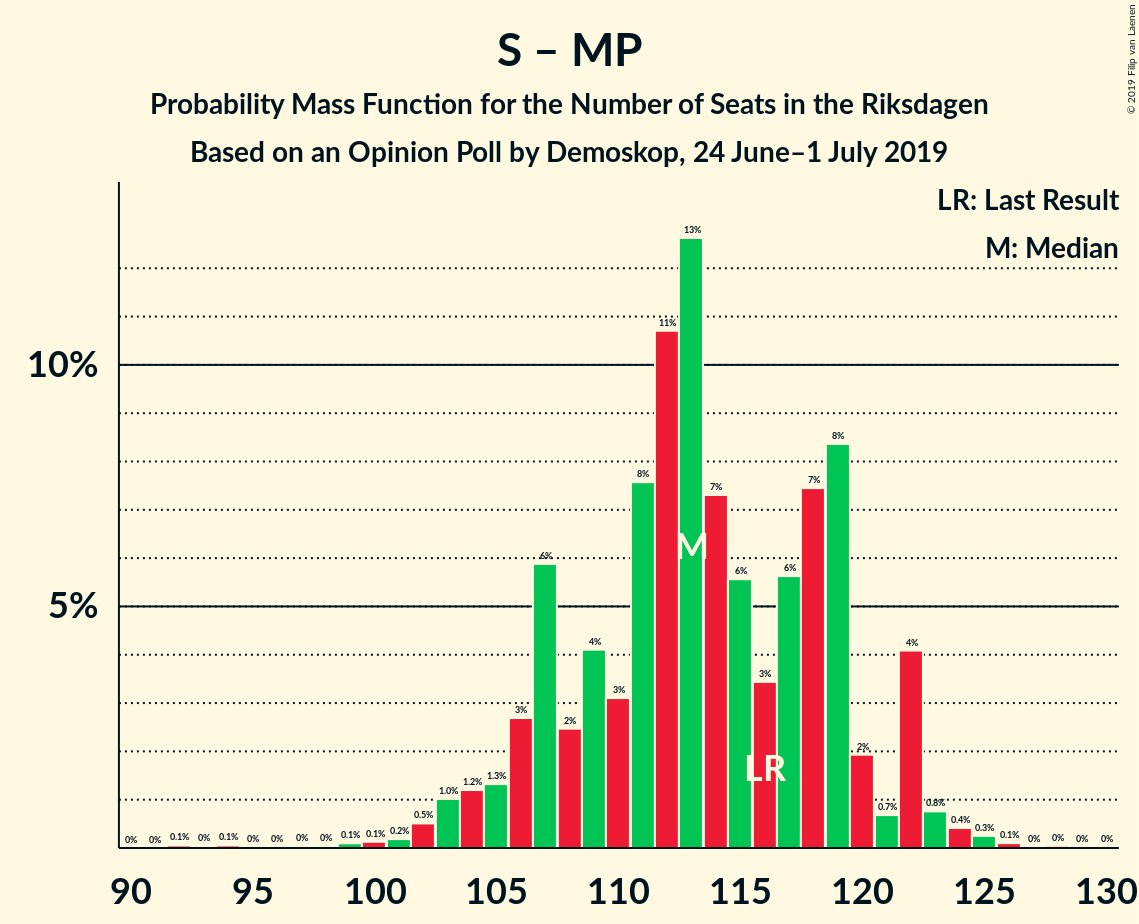 S – MP
Probability Mass Function for the Number of Seats in the Riksdagen
Based on an Opinion Poll by Demoskop, 24 June–1 July 2019
© 2019 Filip van Laenen
LR: Last Result
M: Median
10%
5%
0% 0% 0.1% 0% 0.1% 0% 0% 0% 0% 0.1% 0.1% 0.2% 0.5% 1.0% 1.2% 1.3% 3% 6% 2% 4% 3% 8% 11% 13% 7% 6% 3% 6% 7% 8% 2% 0.7% 4% 0.8% 0.4% 0.3% 0.1% 0% 0% 0% 0%
M
LR
90 95 100 105 110 115 120 125 130